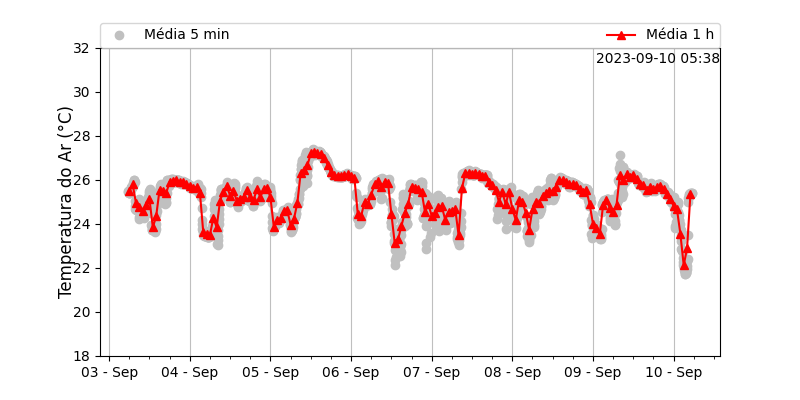 Média 5 min
Média 1 h
2023-09-10 05:38
Temperatura do Ar (°C)
32
30
28
26
24
22
20
18
03 - Sep
04 - Sep
05 - Sep
06 - Sep
07 - Sep
08 - Sep
09 - Sep
10 - Sep